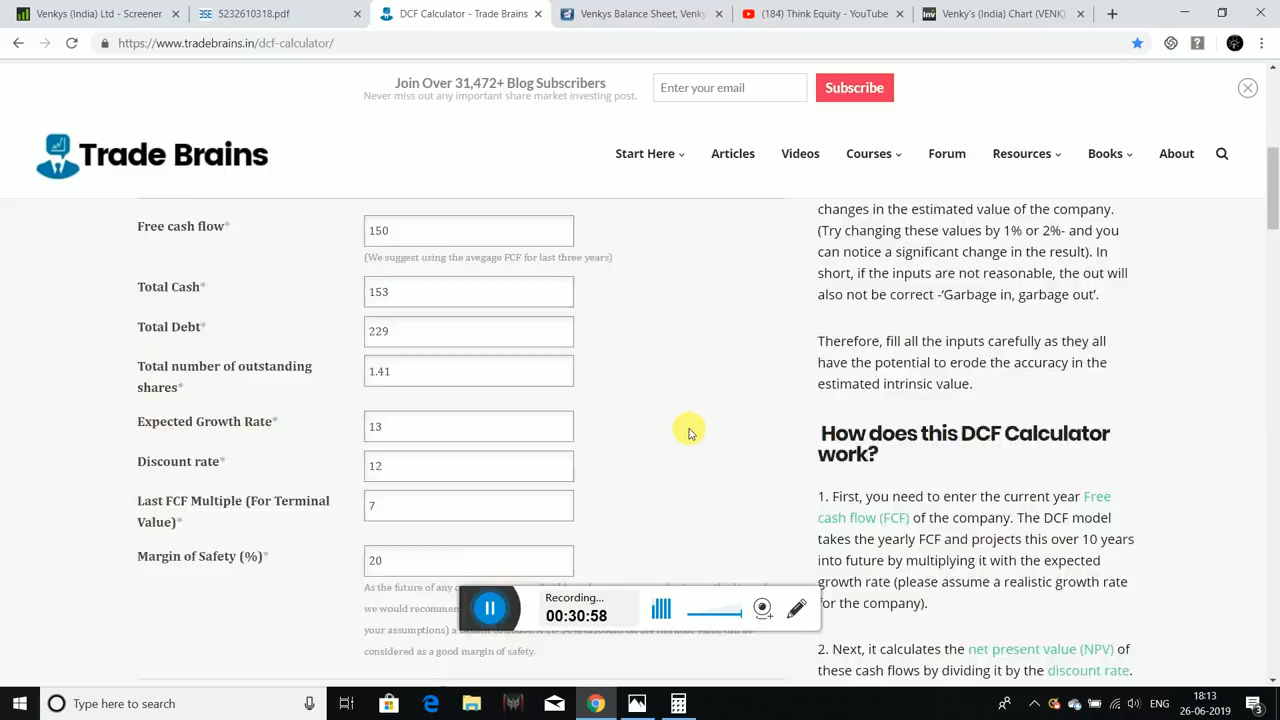 Venkys (India) Ltd - Screener
5232610318.pdf
DCF Calculator - Trade Brains
Venkys Balance Sheet, Venky
(184) Think Equity - YouTube
Inv
Venky's (India) Chart (VENK)
https://www.tradebrains.in/dcf-calculator/
Join Over 31,472+ Blog Subscribers
Never miss out any important share market investing post.
Enter your email
Subscribe
Trade Brains
Start Here
Articles
Videos
Courses
Forum
Resources
Books
About
Free cash flow*
150
(We suggest using the avegage FCF for last three years)
Total Cash*
153
Total Debt*
229
Total number of outstanding
shares*
1.41
Expected Growth Rate*
13
Discount rate*
12
Last FCF Multiple (For Terminal
Value)*
7
Margin of Safety (%)*
20
As the future of any
we would recommen
your assumptions) a
considered as a good margin of safety.
changes in the estimated value of the company.
(Try changing these values by 1% or 2%- and you
can notice a significant change in the result). In
short, if the inputs are not reasonable, the out will
also not be correct -‘Garbage in, garbage out’.
Therefore, fill all the inputs carefully as they all
have the potential to erode the accuracy in the
estimated intrinsic value.
How does this DCF Calculator
work?
1. First, you need to enter the current year Free
cash flow (FCF) of the company. The DCF model
takes the yearly FCF and projects this over 10 years
into future by multiplying it with the expected
growth rate (please assume a realistic growth rate
for the company).
2. Next, it calculates the net present value (NPV) of
these cash flows by dividing it by the discount rate.
Recording...
00:30:58
Type here to search
ENG
18:13
26-06-2019
3